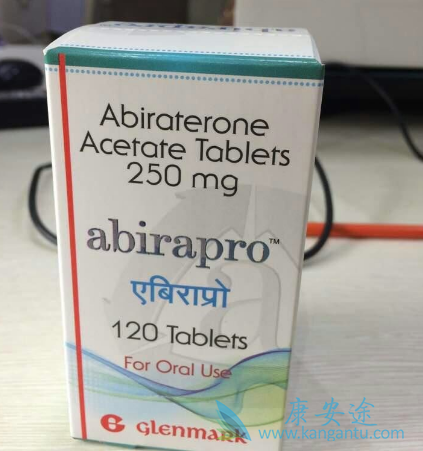 Abiraterone
Acetate Tablets
250 mg
abirapro™
एबिराप्रो
120 Tablets
For Oral Use
G glenmark
康安途
www.kangantu.com